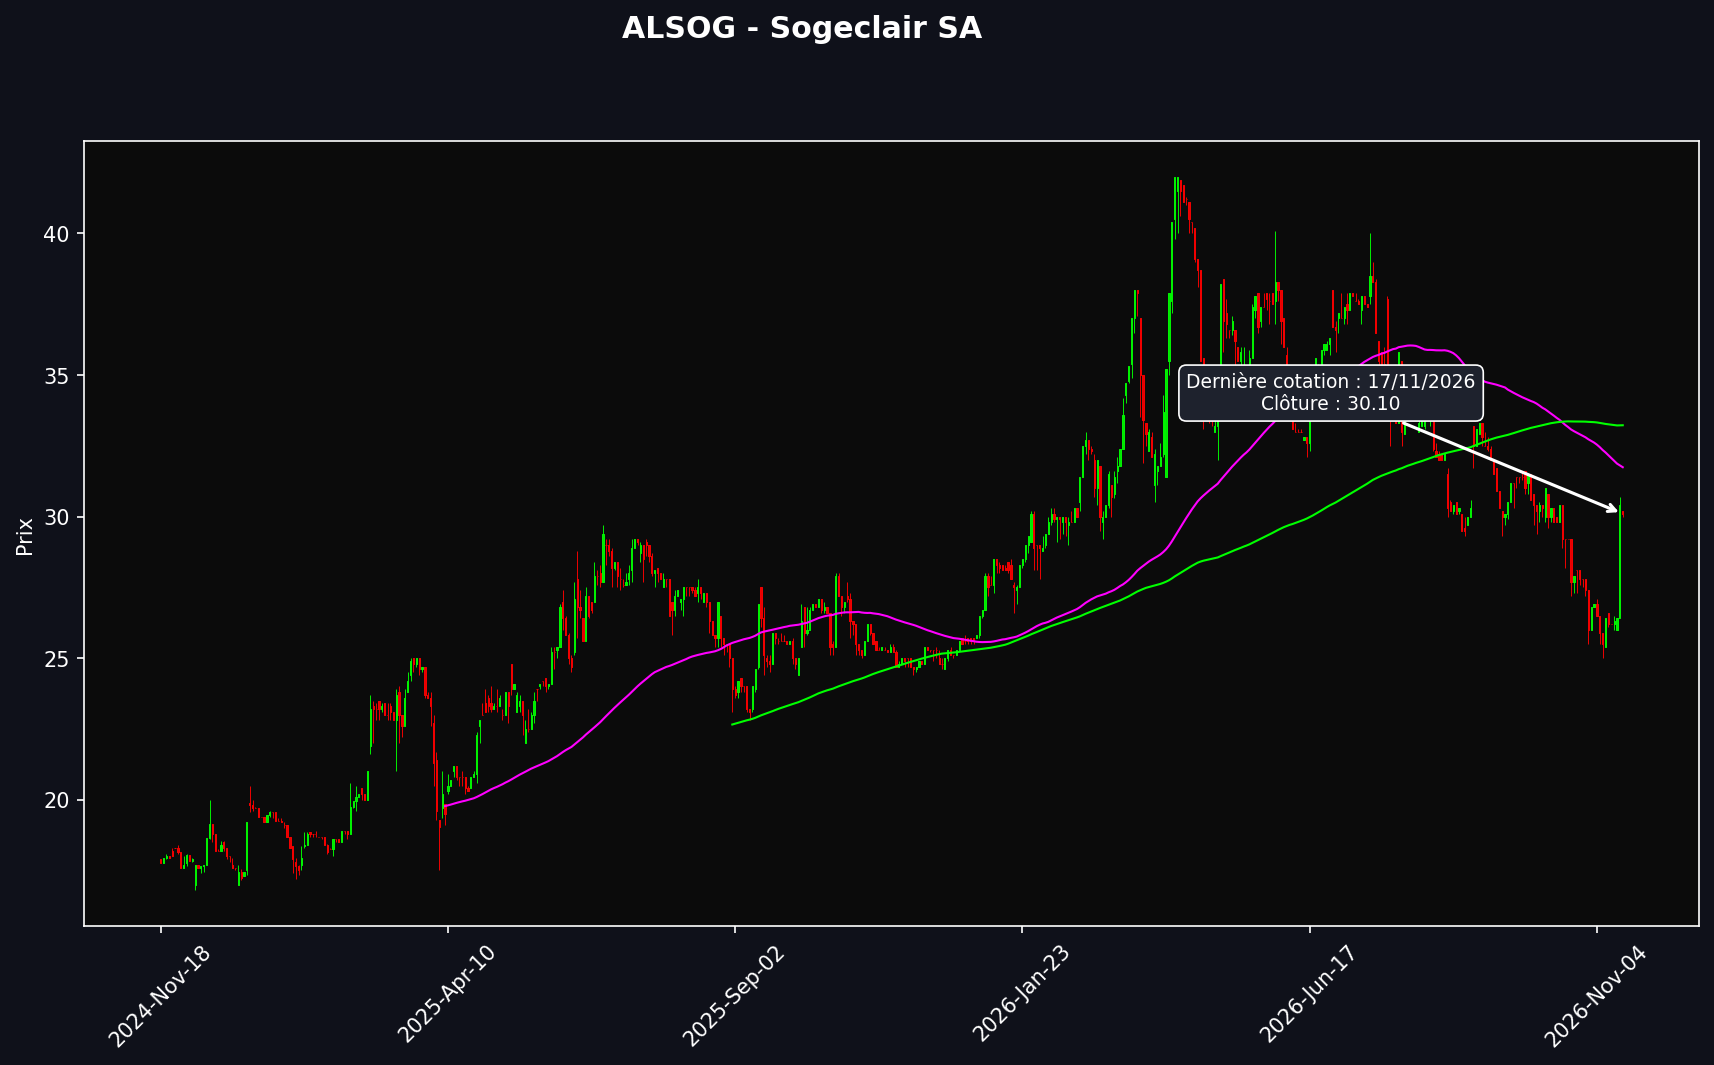 ALSOG - Sogeclair SA
Prix
40
35
30
25
20
Dernière cotation : 17/11/2026
Clôture : 30.10
2024-Nov-18
2025-Apr-10
2025-Sep-02
2026-Jan-23
2026-Jun-17
2026-Nov-04